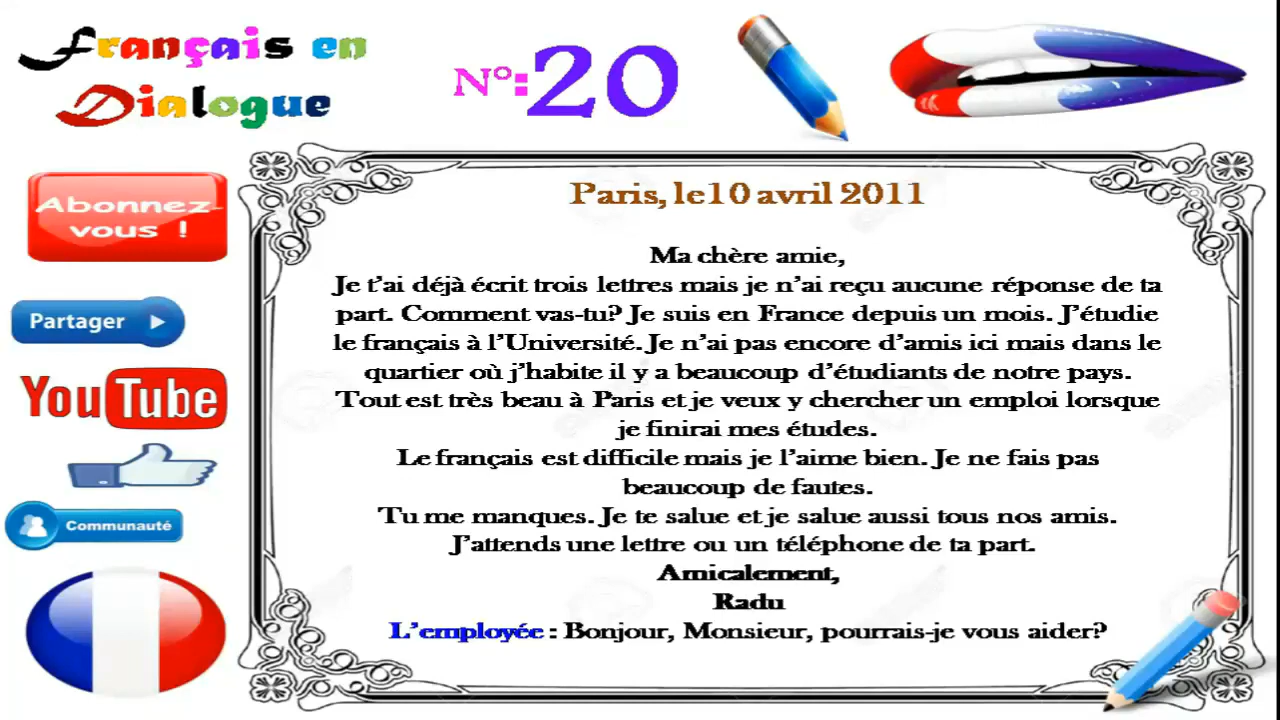 Français en
Dialogue
N°:20
Abonnez-
vous !
Partager
YouTube
Communauté
Paris, le10 avril 2011
Ma chère amie,
Je t'ai déjà écrit trois lettres mais je n'ai reçu aucune réponse de ta
part. Comment vas-tu? Je suis en France depuis un mois. J'étudie
le français à l'Université. Je n'ai pas encore d'amis ici mais dans le
quartier où j'habite il y a beaucoup d'étudiants de notre pays.
Tout est très beau à Paris et je veux y chercher un emploi lorsque
je finirai mes études.
Le français est difficile mais je l'aime bien. Je ne fais pas
beaucoup de fautes.
Tu me manques. Je te salue et je salue aussi tous nos amis.
J'attends une lettre ou un téléphone de ta part.
Amicalement,
Radu
L'employée : Bonjour, Monsieur, pourrais-je vous aider?